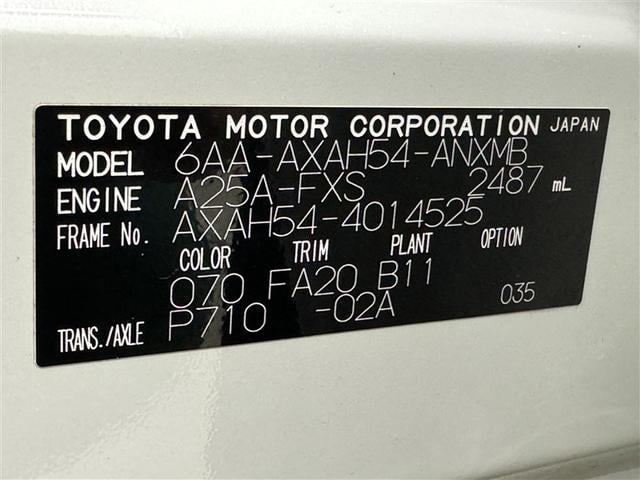 TOYOTA MOTOR CORPORATION JAPAN
MODEL 6AA-AXAH54-ANXMB
ENGINE A25A-FXS 2487 mL
FRAME No. AXAH54-4014525
COLOR TRIM PLANT OPTION
070 FA20 B11
TRANS./AXLE P710 -02A 035